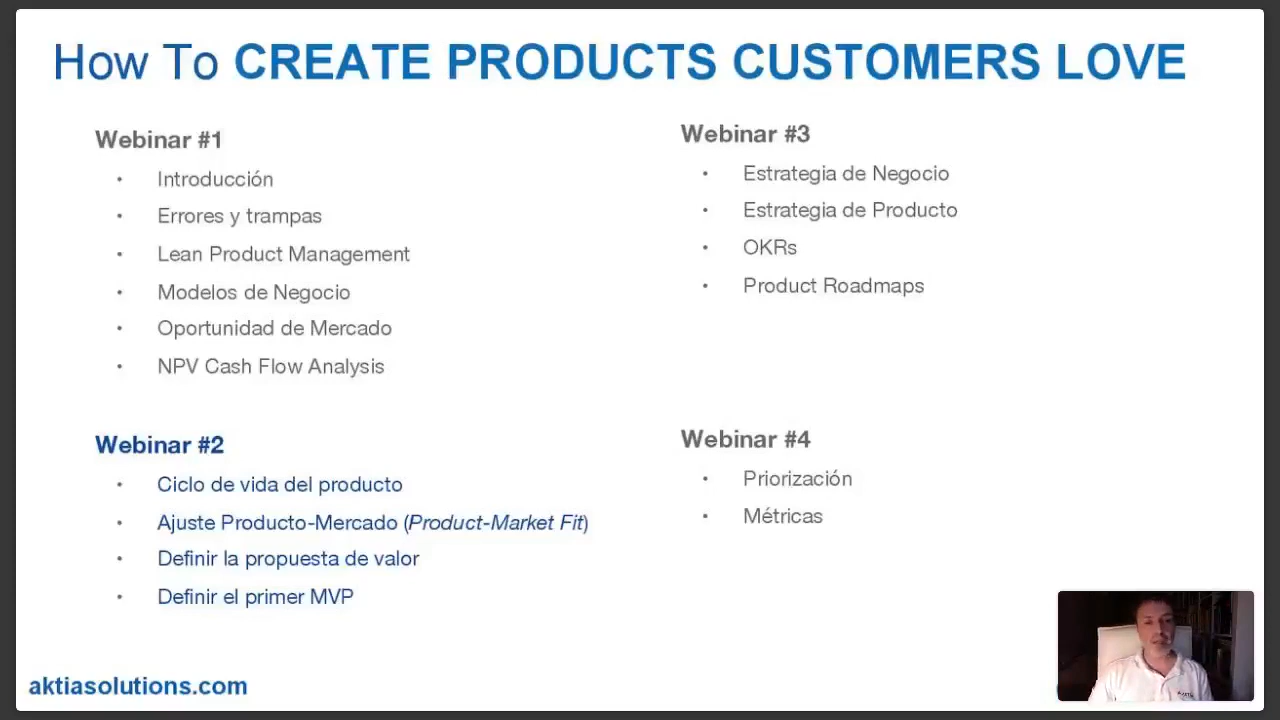 How To CREATE PRODUCTS CUSTOMERS LOVE
Webinar #1
• Introducción
• Errores y trampas
• Lean Product Management
• Modelos de Negocio
• Oportunidad de Mercado
• NPV Cash Flow Analysis
Webinar #2
• Ciclo de vida del producto
• Ajuste Producto-Mercado (Product-Market Fit)
• Definir la propuesta de valor
• Definir el primer MVP
Webinar #3
• Estrategia de Negocio
• Estrategia de Producto
• OKRs
• Product Roadmaps
Webinar #4
• Priorización
• Métricas
aktiasolutions.com